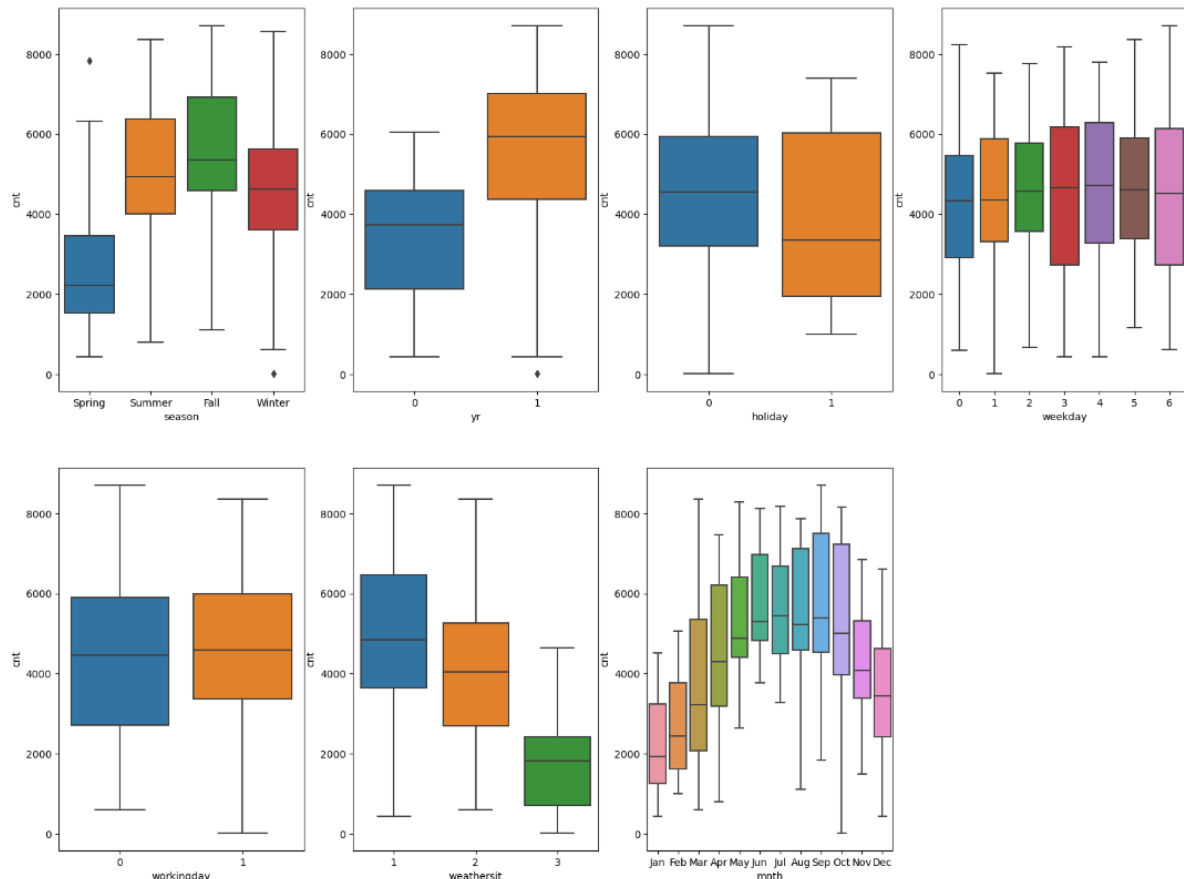 8000
6000
4000
2000
0
cnt
Spring Summer Fall Winter
season
8000
6000
4000
2000
0
cnt
0 1
yr
8000
6000
4000
2000
0
cnt
0 1
holiday
8000
6000
4000
2000
0
cnt
0 1 2 3 4 5 6
weekday
8000
6000
4000
2000
0
cnt
0 1
workingday
8000
6000
4000
2000
0
cnt
1 2 3
weathersit
8000
6000
4000
2000
0
cnt
Jan Feb Mar Apr May Jun Jul Aug Sep Oct Nov Dec
mnth